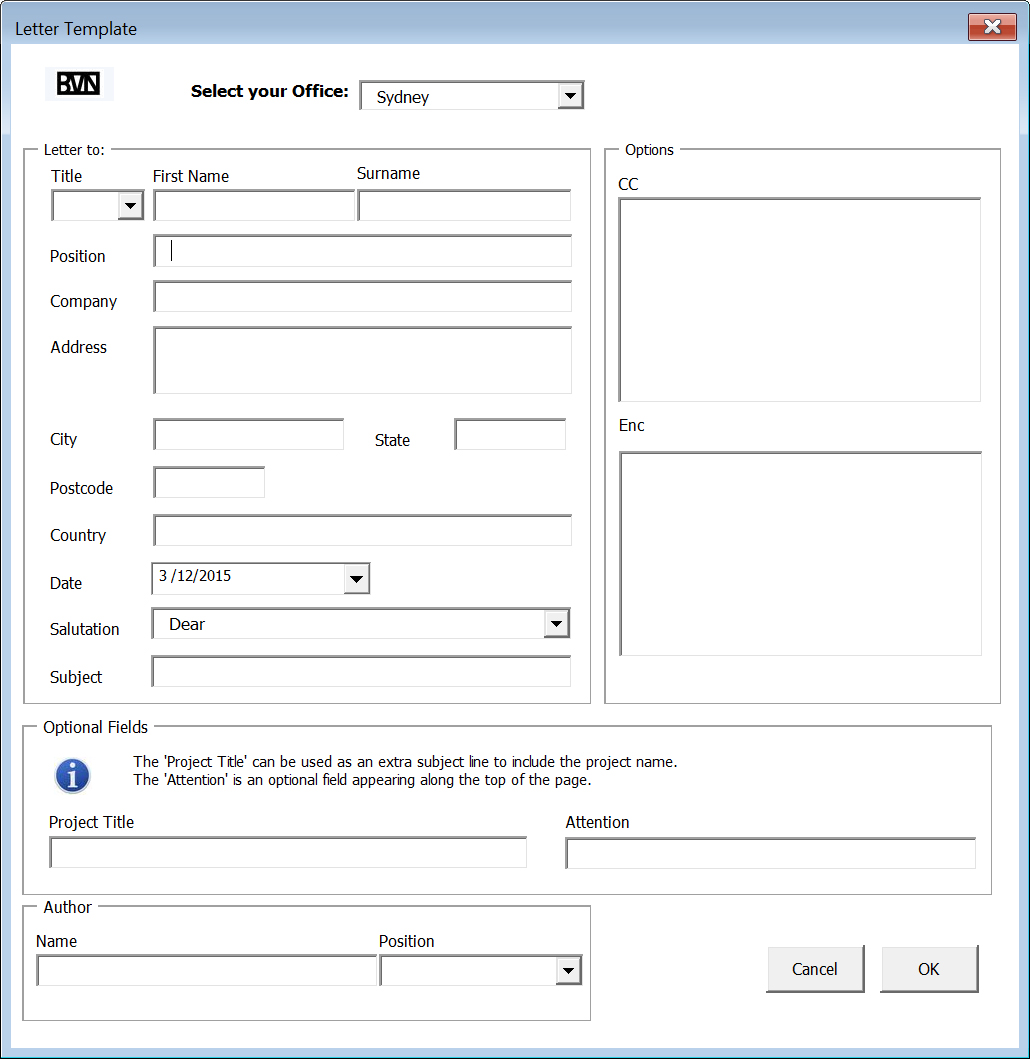 Letter Template
BVN
Select your Office: Sydney
Letter to:
Title First Name Surname
Position
Company
Address
City State
Postcode
Country
Date 3 /12/2015
Salutation Dear
Subject
Options
CC
Enc
Optional Fields
The 'Project Title' can be used as an extra subject line to include the project name.
The 'Attention' is an optional field appearing along the top of the page.
Project Title Attention
Author
Name Position
Cancel OK